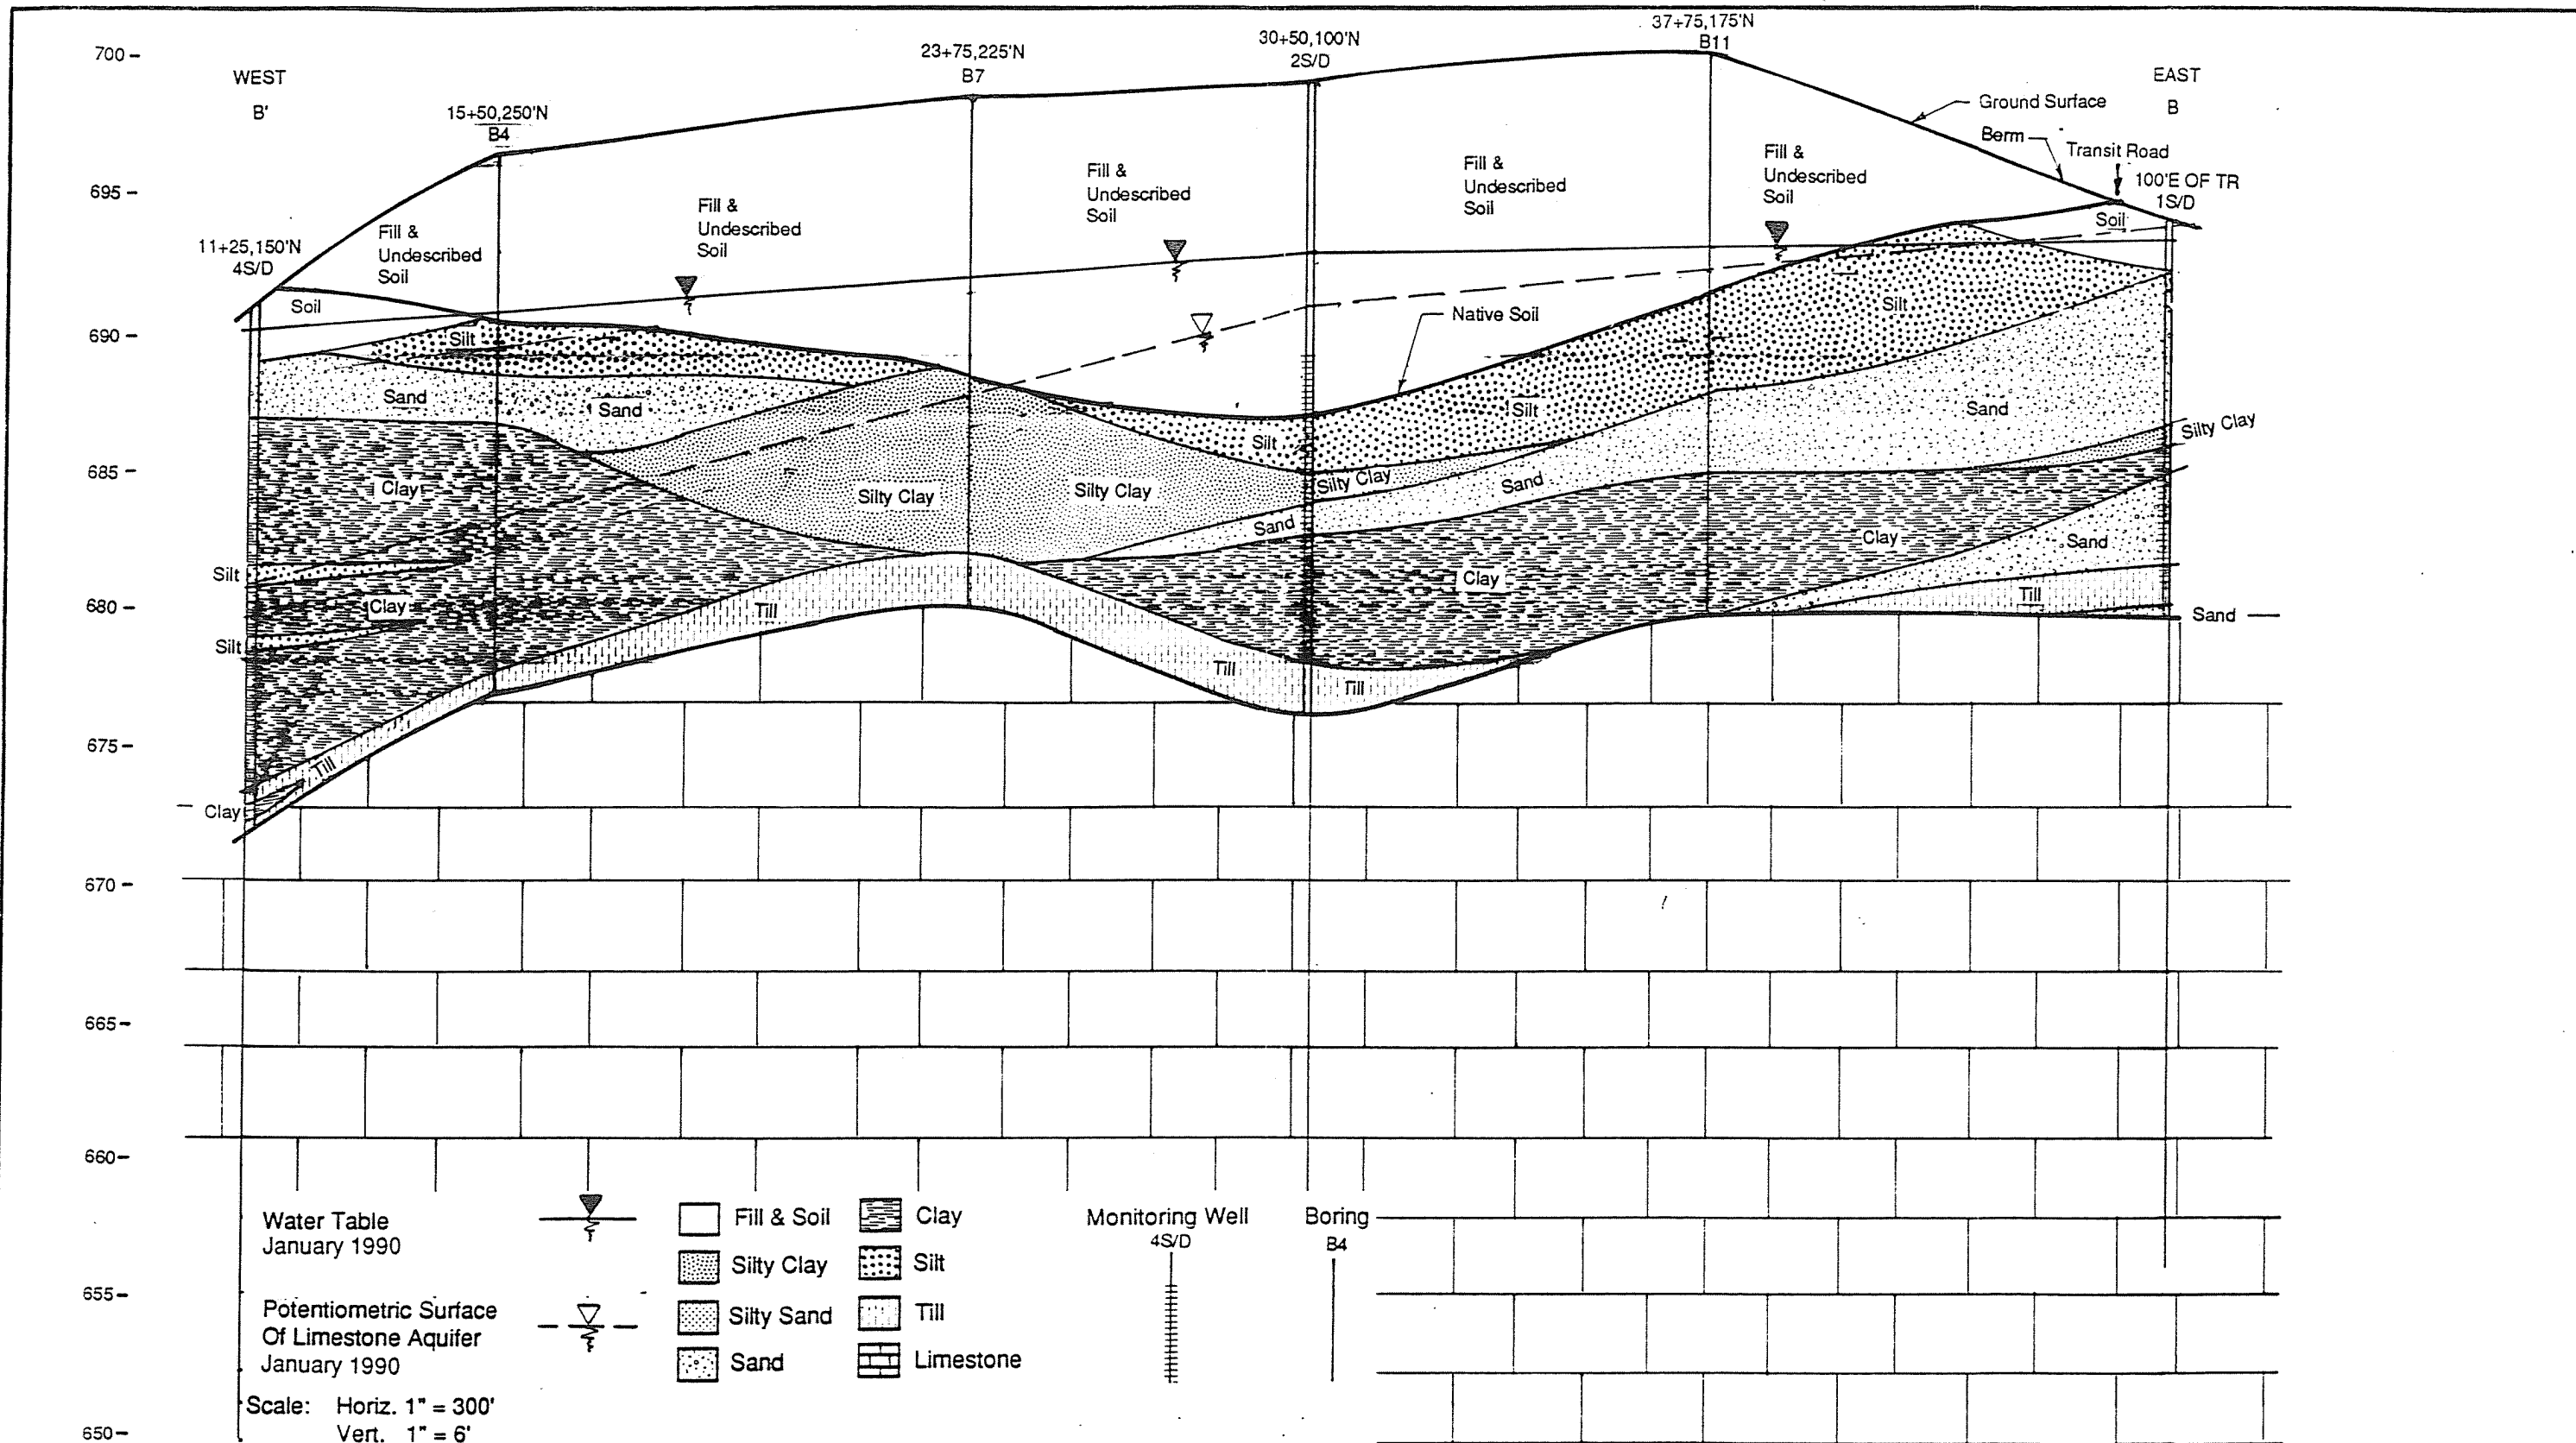 37+75,175'N
B11
30+50,100'N
2S/D
23+75,225'N
B7
700
WEST
B'
EAST
B
15+50,250'N
B4
Ground Surface
Berm
Transit Road
100'E OF TR
1S/D
695
Fill &
Undescribed
Soil
Fill &
Undescribed
Soil
Fill &
Undescribed
Soil
Fill &
Undescribed
Soil
Fill &
Undescribed
Soil
Soil
11+25,150'N
4S/D
Soil
Silt
Native Soil
690
Silt
Sand
Sand
Silt
Sand
Silt
Silty Clay
685
Clay
Silty Clay
Silty Clay
Silty Clay
Sand
Sand
Clay
Sand
Silt
Clay
Clay
680
Till
Till
Sand
Silt
Till
Till
675
Till
Clay
670
665
660
Water Table
January 1990
Fill & Soil
Clay
Monitoring Well
4S/D
Boring
B4
Silty Clay
Silt
655
Potentiometric Surface
Of Limestone Aquifer
January 1990
Silty Sand
Till
Sand
Limestone
Scale: Horiz. 1" = 300'
Vert. 1" = 6'
650